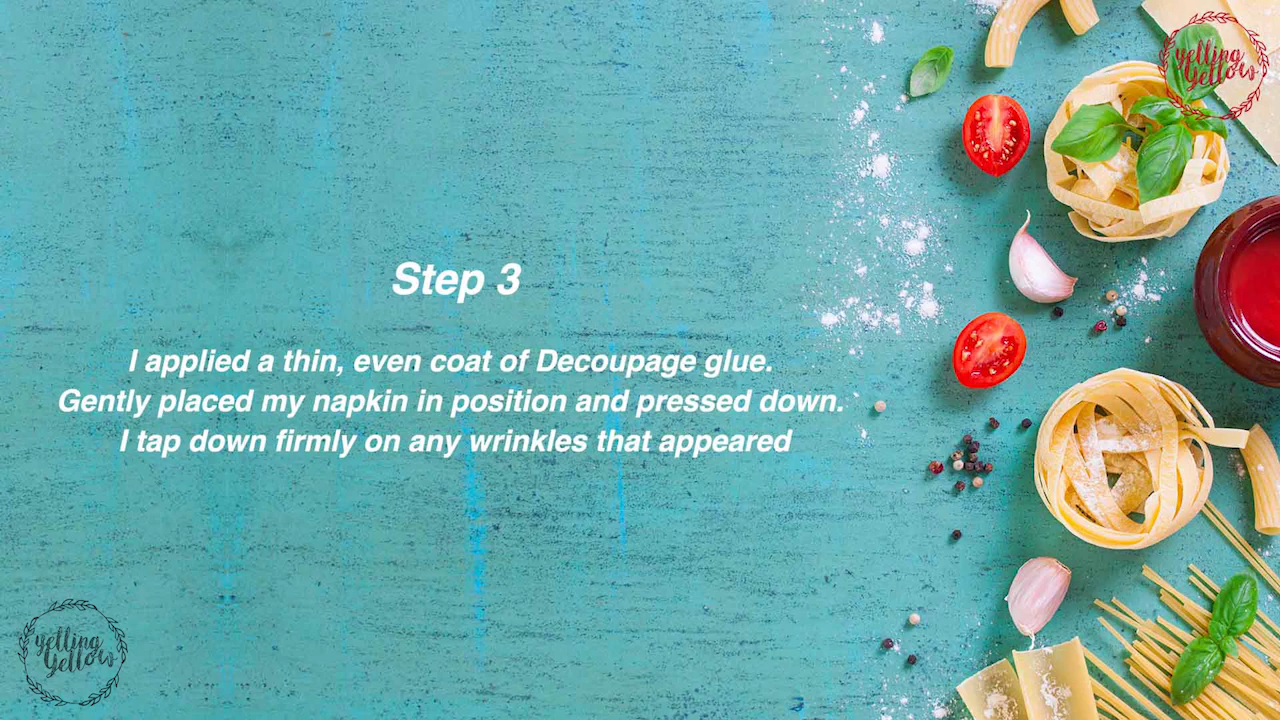 yelling
yellow
Step 3
I applied a thin, even coat of Decoupage glue.
Gently placed my napkin in position and pressed down.
I tap down firmly on any wrinkles that appeared
yelling
yellow